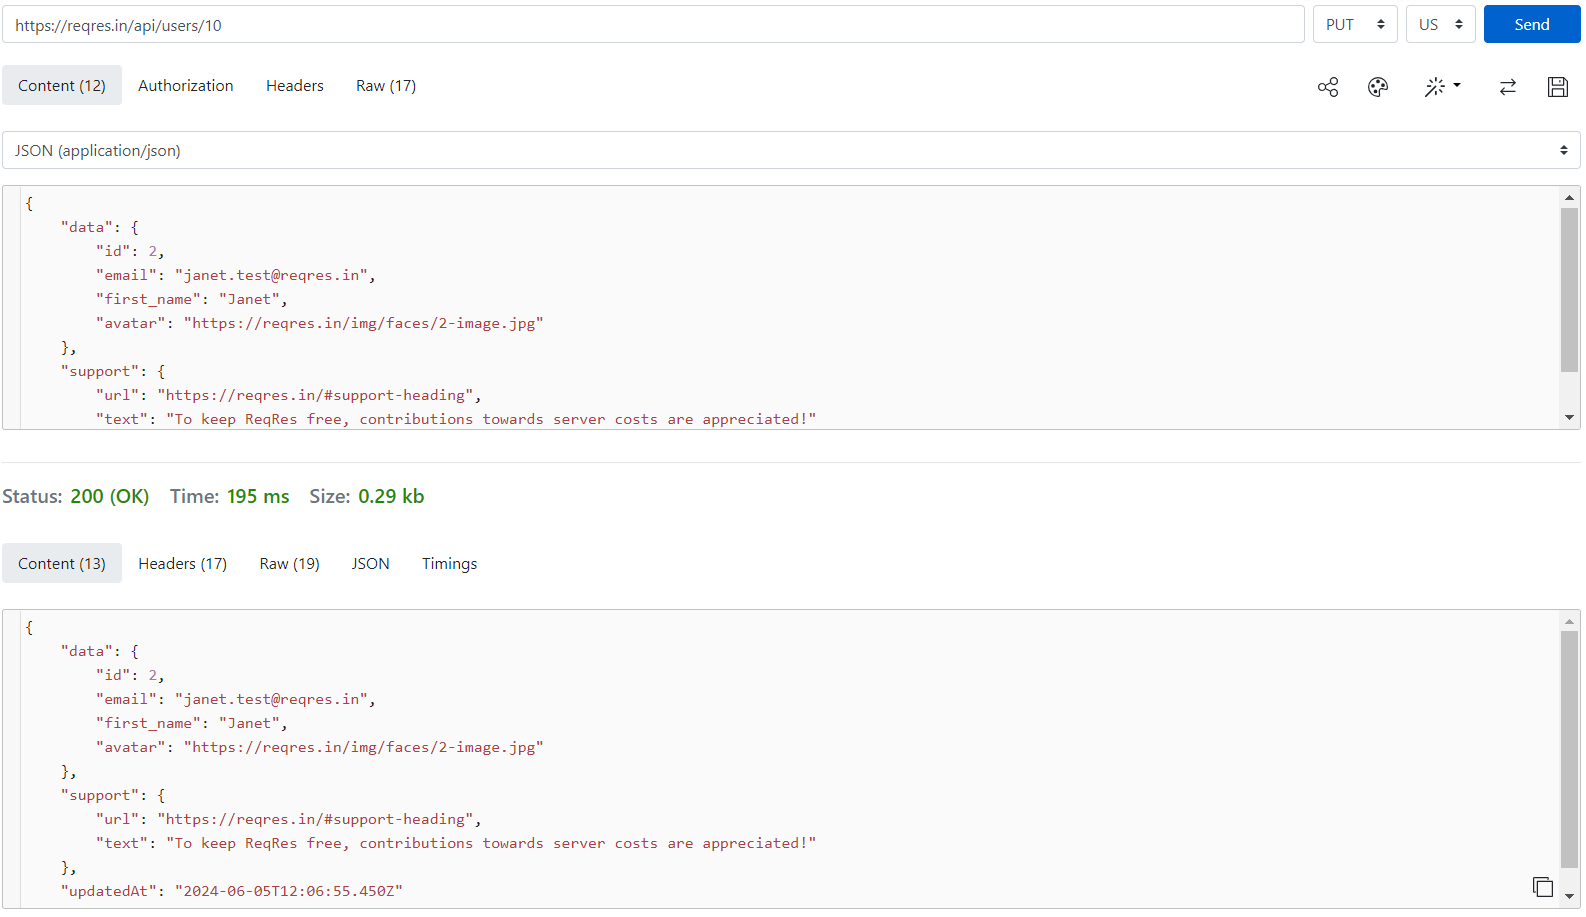 https://reqres.in/api/users/10 PUT US Send
Content (12) Authorization Headers Raw (17)
JSON (application/json)
{
    "data": {
        "id": 2,
        "email": "janet.test@reqres.in",
        "first_name": "Janet",
        "avatar": "https://reqres.in/img/faces/2-image.jpg"
    },
    "support": {
        "url": "https://reqres.in/#support-heading",
        "text": "To keep ReqRes free, contributions towards server costs are appreciated!"
Status: 200 (OK) Time: 195 ms Size: 0.29 kb
Content (13) Headers (17) Raw (19) JSON Timings
{
    "data": {
        "id": 2,
        "email": "janet.test@reqres.in",
        "first_name": "Janet",
        "avatar": "https://reqres.in/img/faces/2-image.jpg"
    },
    "support": {
        "url": "https://reqres.in/#support-heading",
        "text": "To keep ReqRes free, contributions towards server costs are appreciated!"
    },
    "updatedAt": "2024-06-05T12:06:55.450Z"